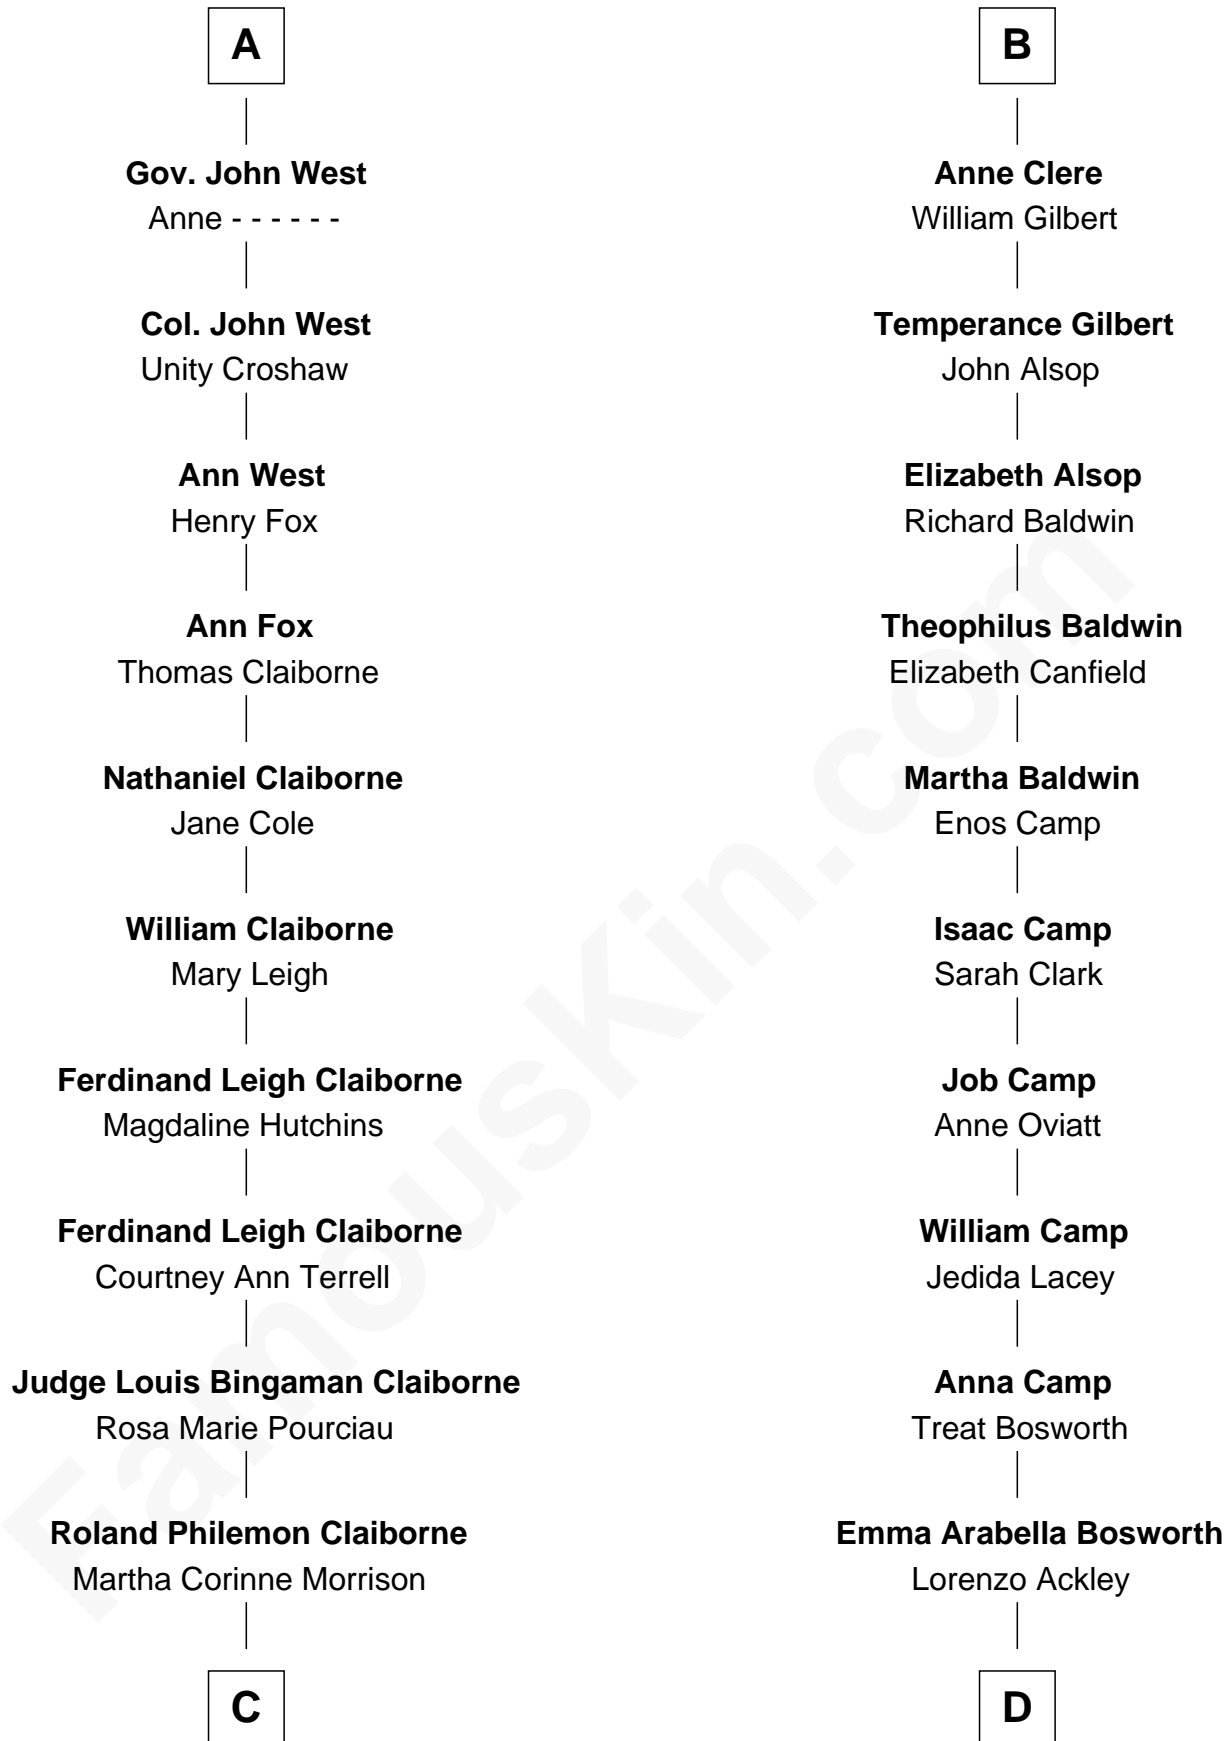 A
Gov. John West
Anne - - - - - -
Col. John West
Unity Croshaw
Ann West
Henry Fox
Ann Fox
Thomas Claiborne
Nathaniel Claiborne
Jane Cole
William Claiborne
Mary Leigh
Ferdinand Leigh Claiborne
Magdaline Hutchins
Ferdinand Leigh Claiborne
Courtney Ann Terrell
Judge Louis Bingaman Claiborne
Rosa Marie Pourciau
Roland Philemon Claiborne
Martha Corinne Morrison
C
B
Anne Clere
William Gilbert
Temperance Gilbert
John Alsop
Elizabeth Alsop
Richard Baldwin
Theophilus Baldwin
Elizabeth Canfield
Martha Baldwin
Enos Camp
Isaac Camp
Sarah Clark
Job Camp
Anne Oviatt
William Camp
Jedida Lacey
Anna Camp
Treat Bosworth
Emma Arabella Bosworth
Lorenzo Ackley
D
FamousKin.com